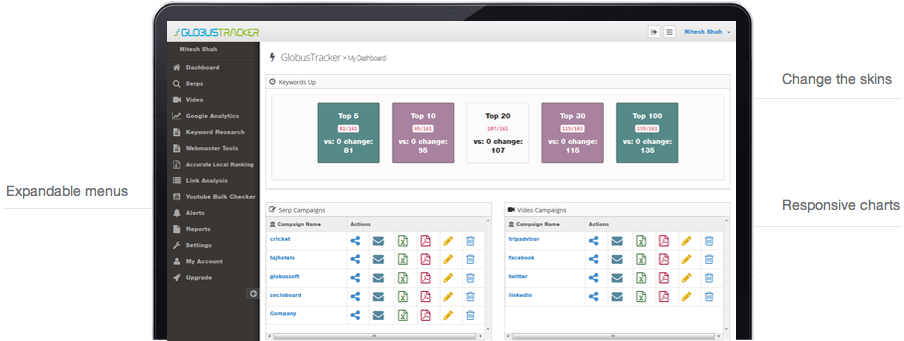 GLOBUSTRACKER
Nitesh Shah
Nitesh Shah
Dashboard
Serps
Video
Google Analytics
Keyword Research
Webmaster Tools
Accurate Local Ranking
Link Analysis
Youtube Bulk Checker
Alerts
Reports
Settings
My Account
Upgrade
GlobusTracker > My Dashboard
Keywords Up
Top 5
81/161
vs: 0 change:
81
Top 10
95/161
vs: 0 change:
95
Top 20
107/161
vs: 0 change:
107
Top 30
115/161
vs: 0 change:
115
Top 100
135/161
vs: 0 change:
135
Serp Campaigns
Campaign Name Actions
cricket
tajhotels
globussoft
socioboard
Company
Video Campaigns
Campaign Name Actions
tripadvisor
facebook
twitter
linkadin
Expandable menus
Change the skins
Responsive charts